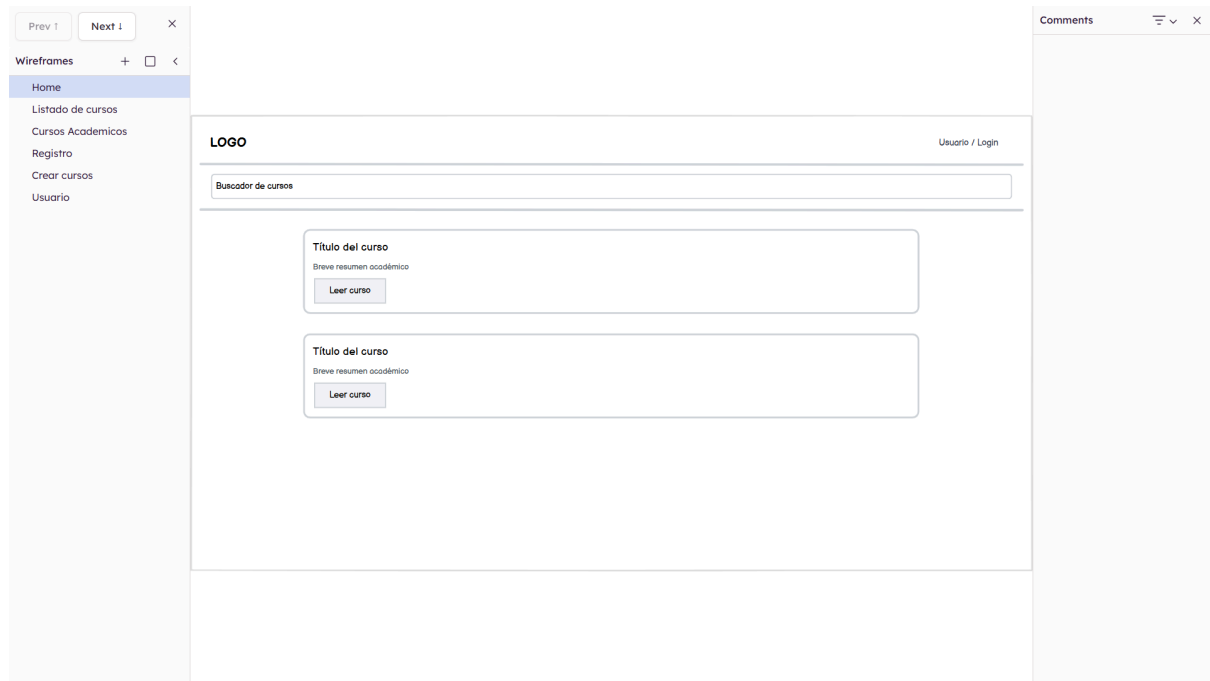 Prev ↑ Next ↓
Wireframes
Home
Listado de cursos
Cursos Academicos
Registro
Crear cursos
Usuario
LOGO
Usuario / Login
Buscador de cursos
Título del curso
Breve resumen académico
Leer curso
Título del curso
Breve resumen académico
Leer curso
Comments